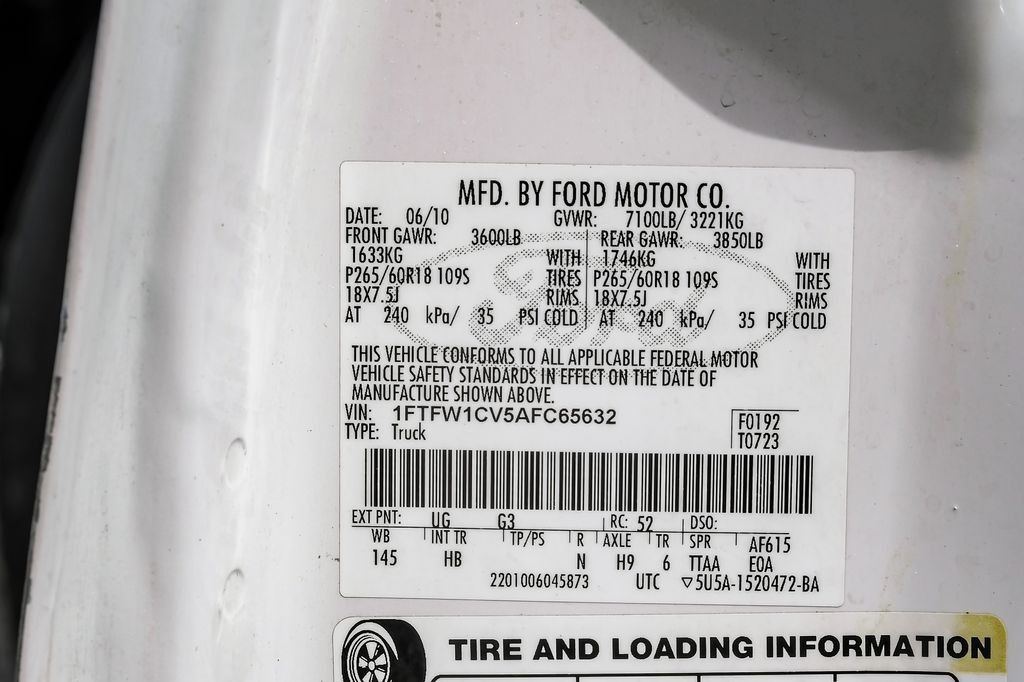 MFD. BY FORD MOTOR CO.
DATE: 06/10 GVWR: 7100LB/ 3221KG
FRONT GAWR: 3600LB REAR GAWR: 3850LB
1633KG WITH 1746KG WITH
P265/60R18 109S TIRES P265/60R18 109S TIRES
18X7.5J RIMS 18X7.5J RIMS
AT 240 kPa/ 35 PSI COLD AT 240 kPa/ 35 PSI COLD
Ford
THIS VEHICLE CONFORMS TO ALL APPLICABLE FEDERAL MOTOR
VEHICLE SAFETY STANDARDS IN EFFECT ON THE DATE OF
MANUFACTURE SHOWN ABOVE.
VIN: 1FTFW1CV5AFC65632 F0192
TYPE: Truck T0723
EXT PNT: UG G3 RC: 52 DSO:
WB INT TR TP/PS R AXLE TR SPR AF615
145 HB N H9 6 TTAA EOA
2201006045873 UTC ▽5U5A-1520472-BA
TIRE AND LOADING INFORMATION